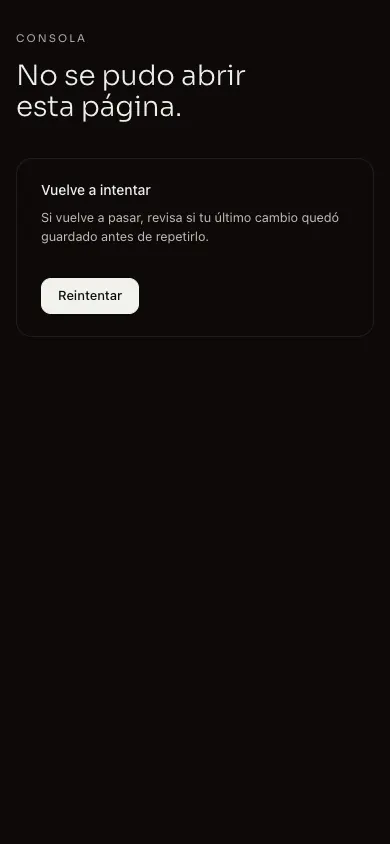 CONSOLA
No se pudo abrir
esta página.
Vuelve a intentar
Si vuelve a pasar, revisa si tu último cambio quedó
guardado antes de repetirlo.
Reintentar